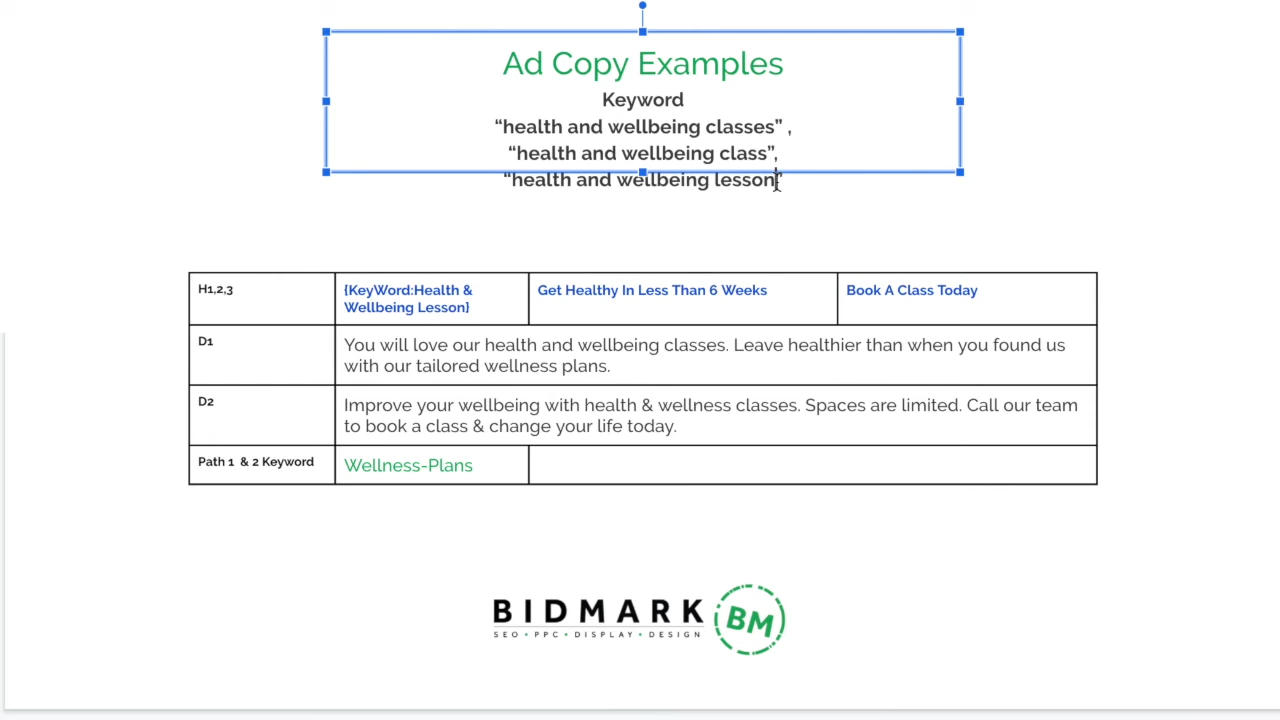 Ad Copy Examples
Keyword
“health and wellbeing classes” ,
“health and wellbeing class”,
“health and wellbeing lesson”
H1,2,3
{KeyWord:Health &
Wellbeing Lesson}
Get Healthy In Less Than 6 Weeks
Book A Class Today
D1
You will love our health and wellbeing classes. Leave healthier than when you found us
with our tailored wellness plans.
D2
Improve your wellbeing with health & wellness classes. Spaces are limited. Call our team
to book a class & change your life today.
Path 1 & 2 Keyword
Wellness-Plans
BIDMARK
SEO • PPC • DISPLAY • DESIGN
BM